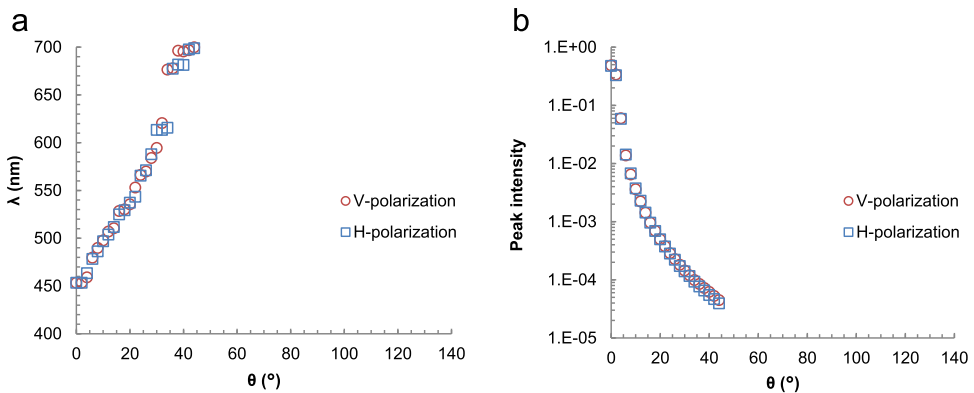 a
700
650
600
550
500
450
400
λ (nm)
0 20 40 60 80 100 120 140
θ (°)
V-polarization
H-polarization
b
1.E+00
1.E-01
1.E-02
1.E-03
1.E-04
1.E-05
Peak intensity
0 20 40 60 80 100 120 140
θ (°)
V-polarization
H-polarization